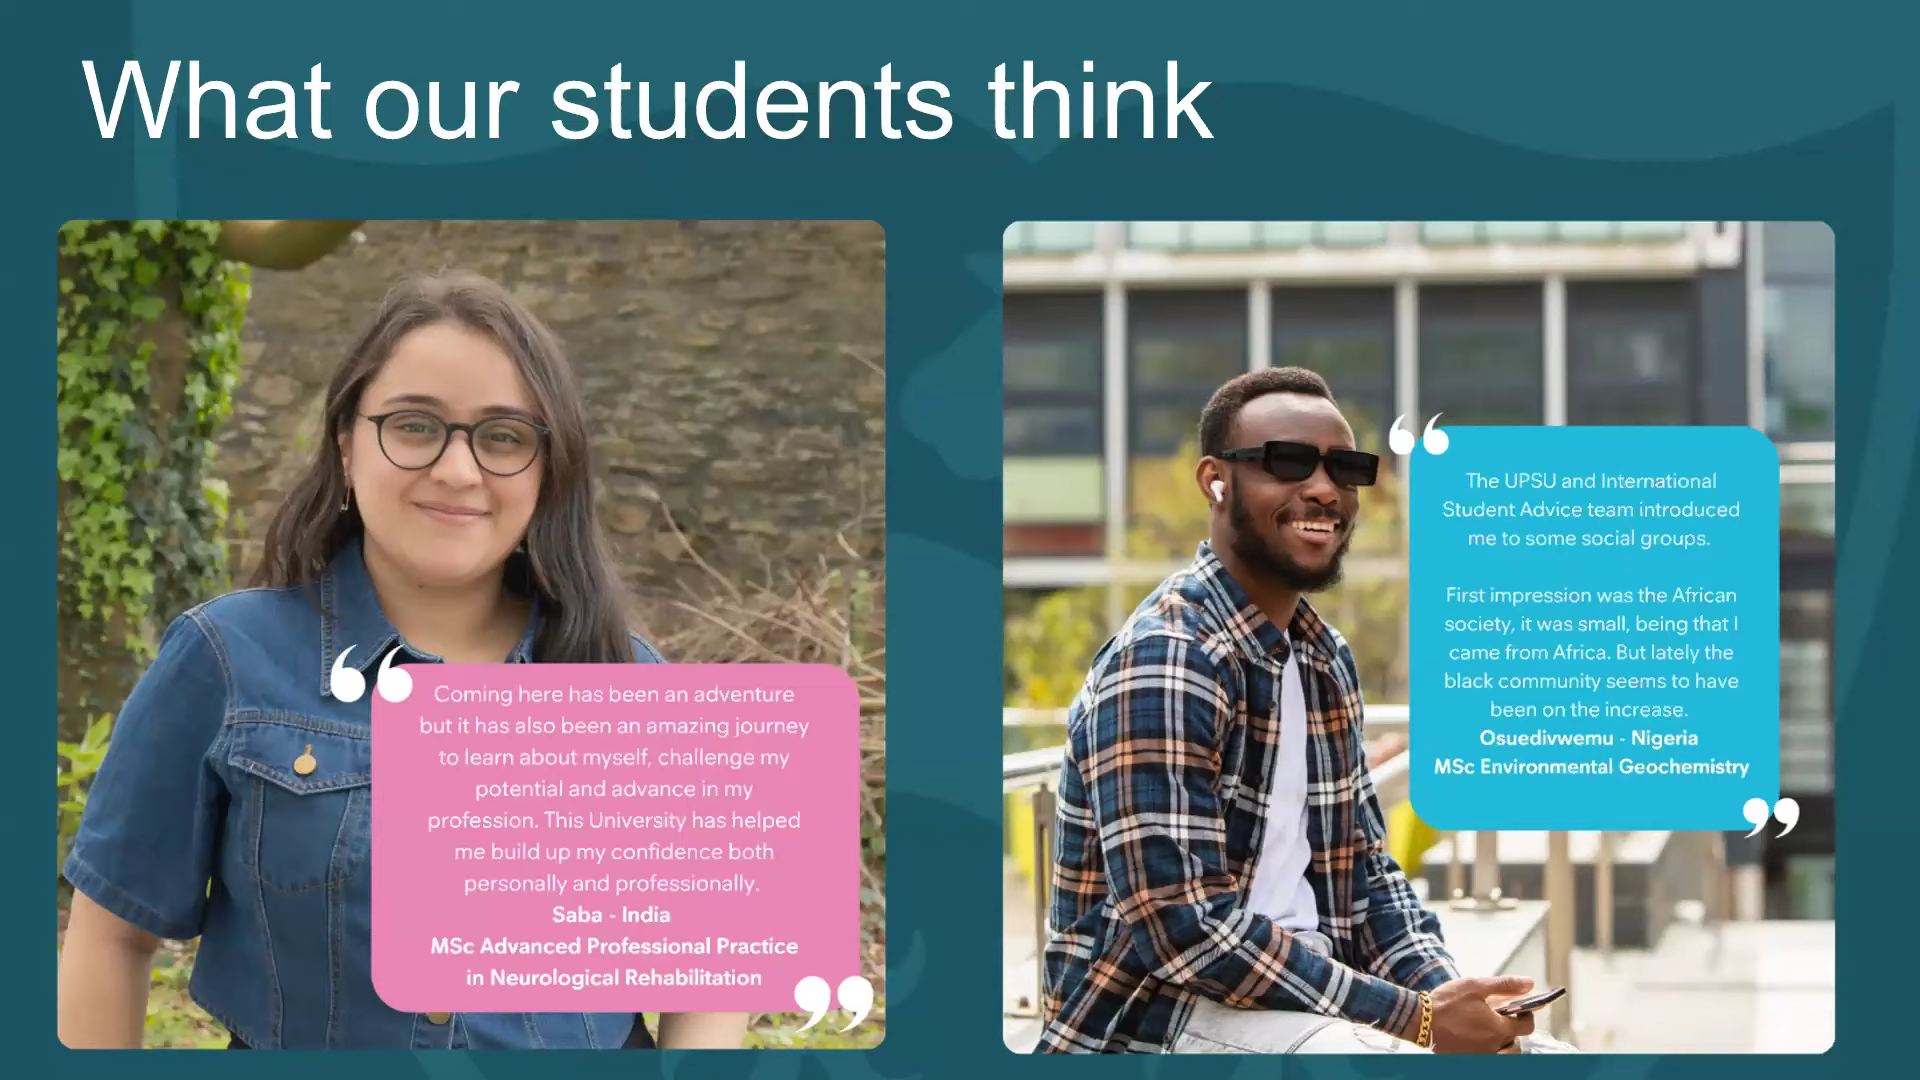 What our students think
Coming here has been an adventure
but it has also been an amazing journey
to learn about myself, challenge my
potential and advance in my
profession. This University has helped
me build up my confidence both
personally and professionally.
Saba - India
MSc Advanced Professional Practice
in Neurological Rehabilitation
The UPSU and International
Student Advice team introduced
me to some social groups.
First impression was the African
society, it was small, being that I
came from Africa. But lately the
black community seems to have
been on the increase.
Osuedivwemu - Nigeria
MSc Environmental Geochemistry